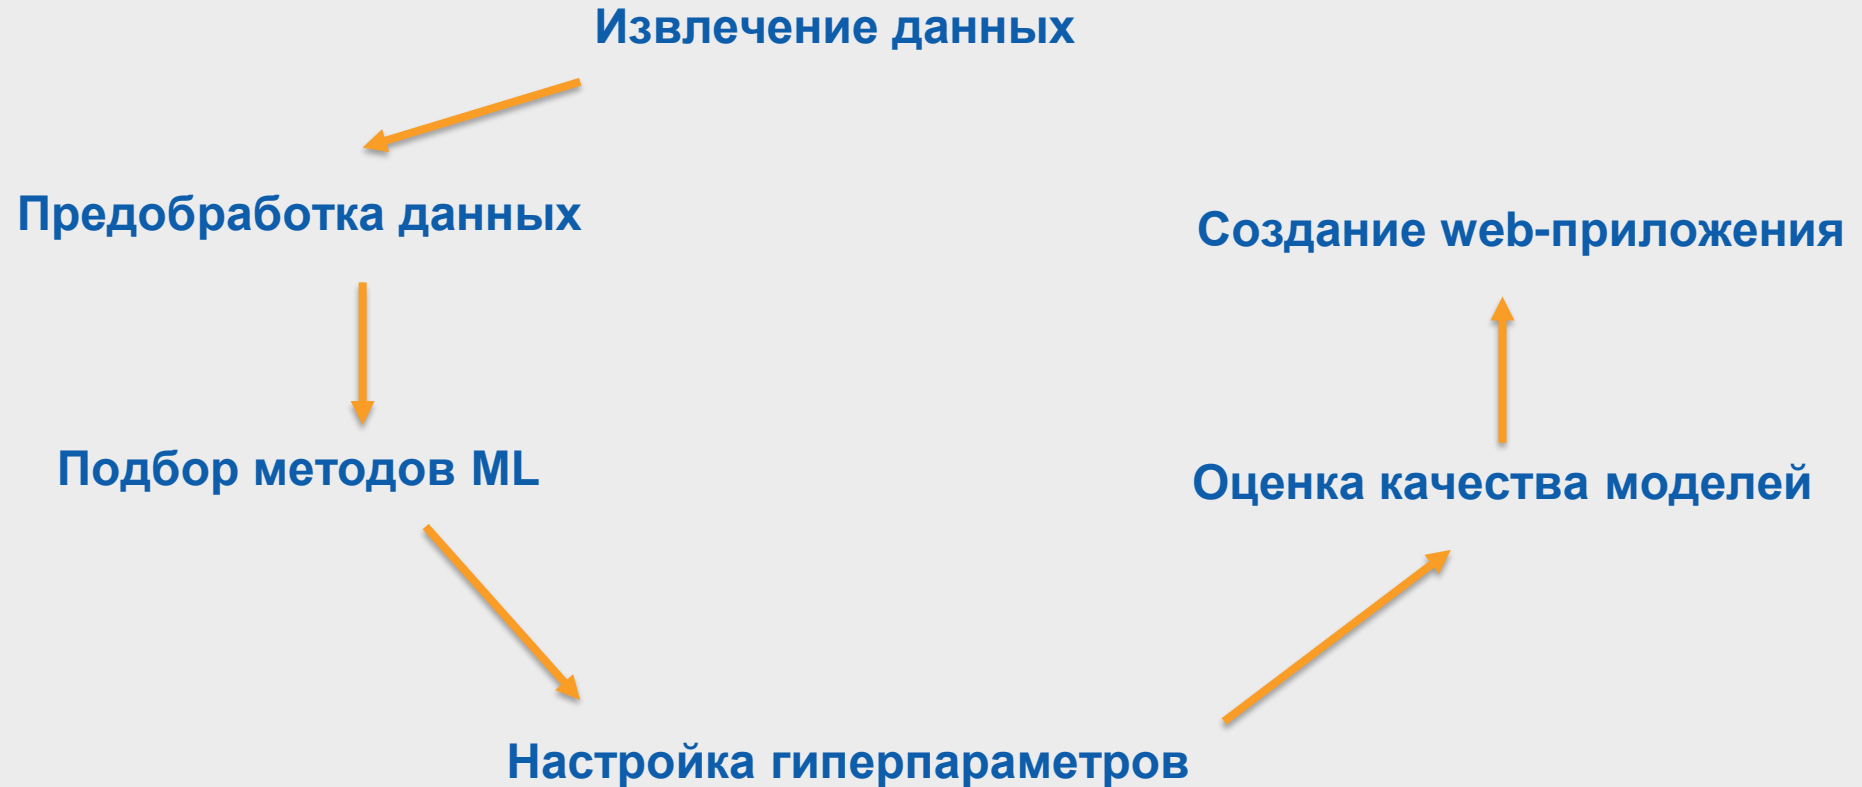 Извлечение данных
Предобработка данных
Создание web-приложения
Подбор методов ML
Оценка качества моделей
Настройка гиперпараметров